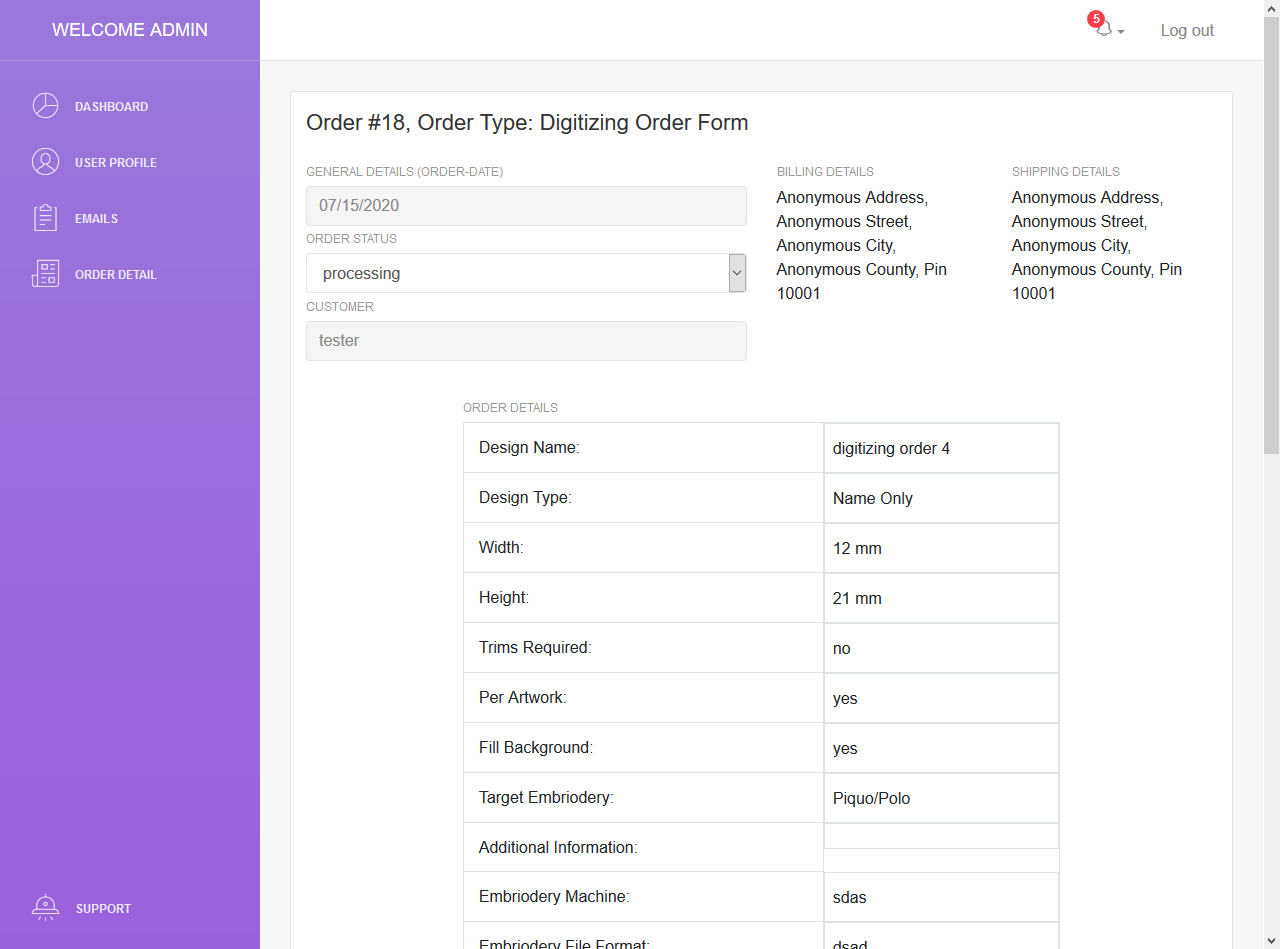 WELCOME ADMIN
5
Log out
DASHBOARD
USER PROFILE
EMAILS
ORDER DETAIL
SUPPORT
Order #18, Order Type: Digitizing Order Form
GENERAL DETAILS (ORDER-DATE)
07/15/2020
ORDER STATUS
processing
CUSTOMER
tester
BILLING DETAILS
Anonymous Address,
Anonymous Street,
Anonymous City,
Anonymous County, Pin
10001
SHIPPING DETAILS
Anonymous Address,
Anonymous Street,
Anonymous City,
Anonymous County, Pin
10001
ORDER DETAILS
Design Name: digitizing order 4
Design Type: Name Only
Width: 12 mm
Height: 21 mm
Trims Required: no
Per Artwork: yes
Fill Background: yes
Target Embriodery: Piquo/Polo
Additional Information:
Embriodery Machine: sdas
Embriodery File Format: dsad